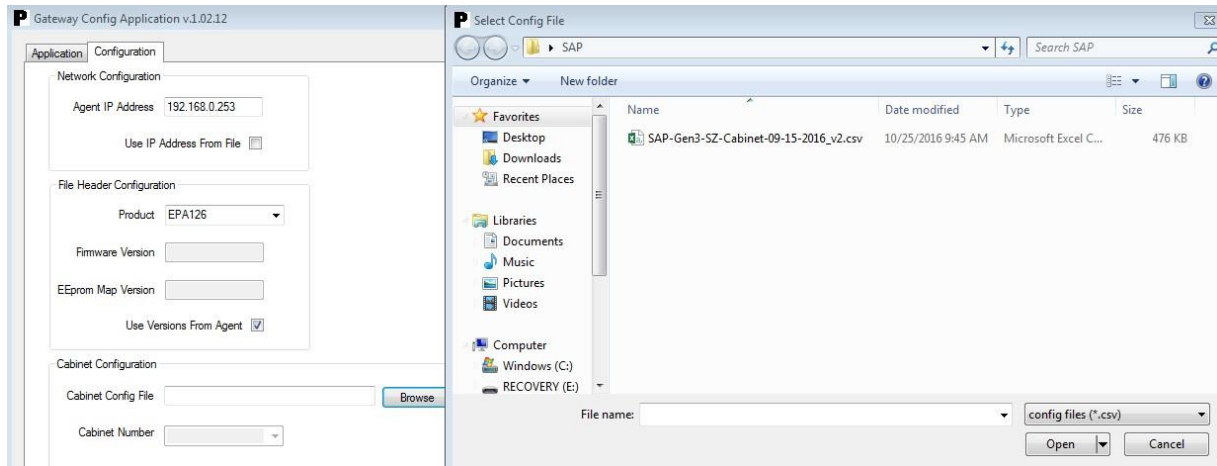 Gateway Config Application v.1.02.12
Application
Configuration
Network Configuration
Agent IP Address 192.168.0.253
Use IP Address From File
File Header Configuration
Product EPA126
Firmware Version
EEprom Map Version
Use Versions From Agent
Cabinet Configuration
Cabinet Config File
Browse
Cabinet Number
Select Config File
SAP
Search SAP
Organize
New folder
Favorites
Desktop
Downloads
Recent Places
Libraries
Documents
Music
Pictures
Videos
Computer
Windows (C:)
RECOVERY (E:)
Name Date modified Type Size
SAP-Gen3-SZ-Cabinet-09-15-2016_v2.csv 10/25/2016 9:45 AM Microsoft Excel C... 476 KB
File name:
config files (*.csv)
Open
Cancel